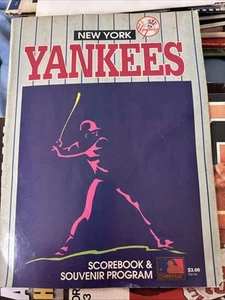 NEW YORK
YANKEES
SCOREBOOK &
SOUVENIR PROGRAM
$3.00